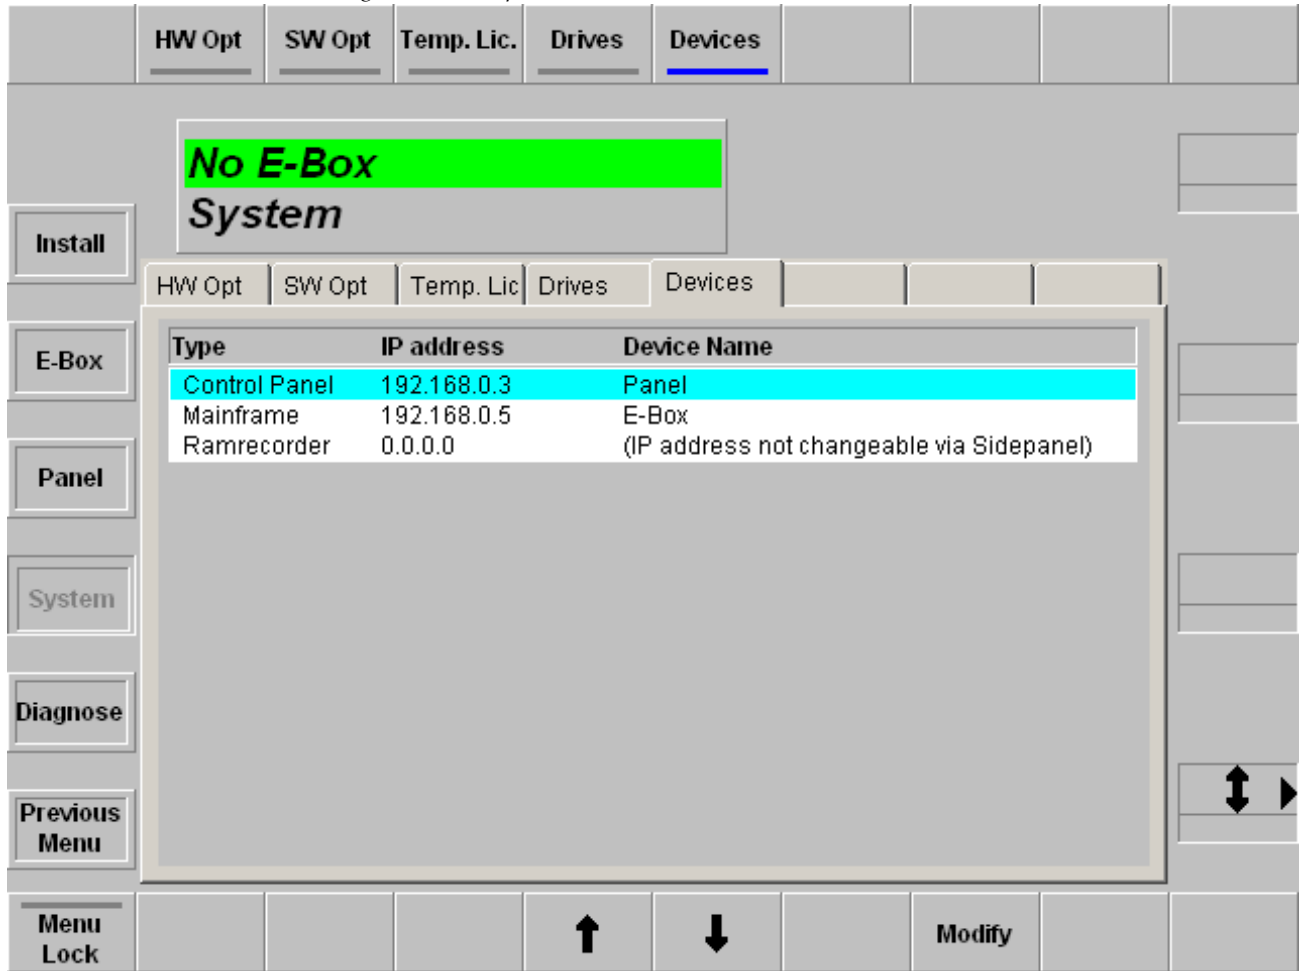 HW Opt SW Opt Temp. Lic. Drives Devices
No E-Box
System
Install
HW Opt SW Opt Temp. Lic Drives Devices
Type IP address Device Name
E-Box
Control Panel 192.168.0.3 Panel
Mainframe 192.168.0.5 E-Box
Ramrecorder 0.0.0.0 (IP address not changeable via Sidepanel)
Panel
System
Diagnose
Previous
Menu
Menu
Lock
Modify